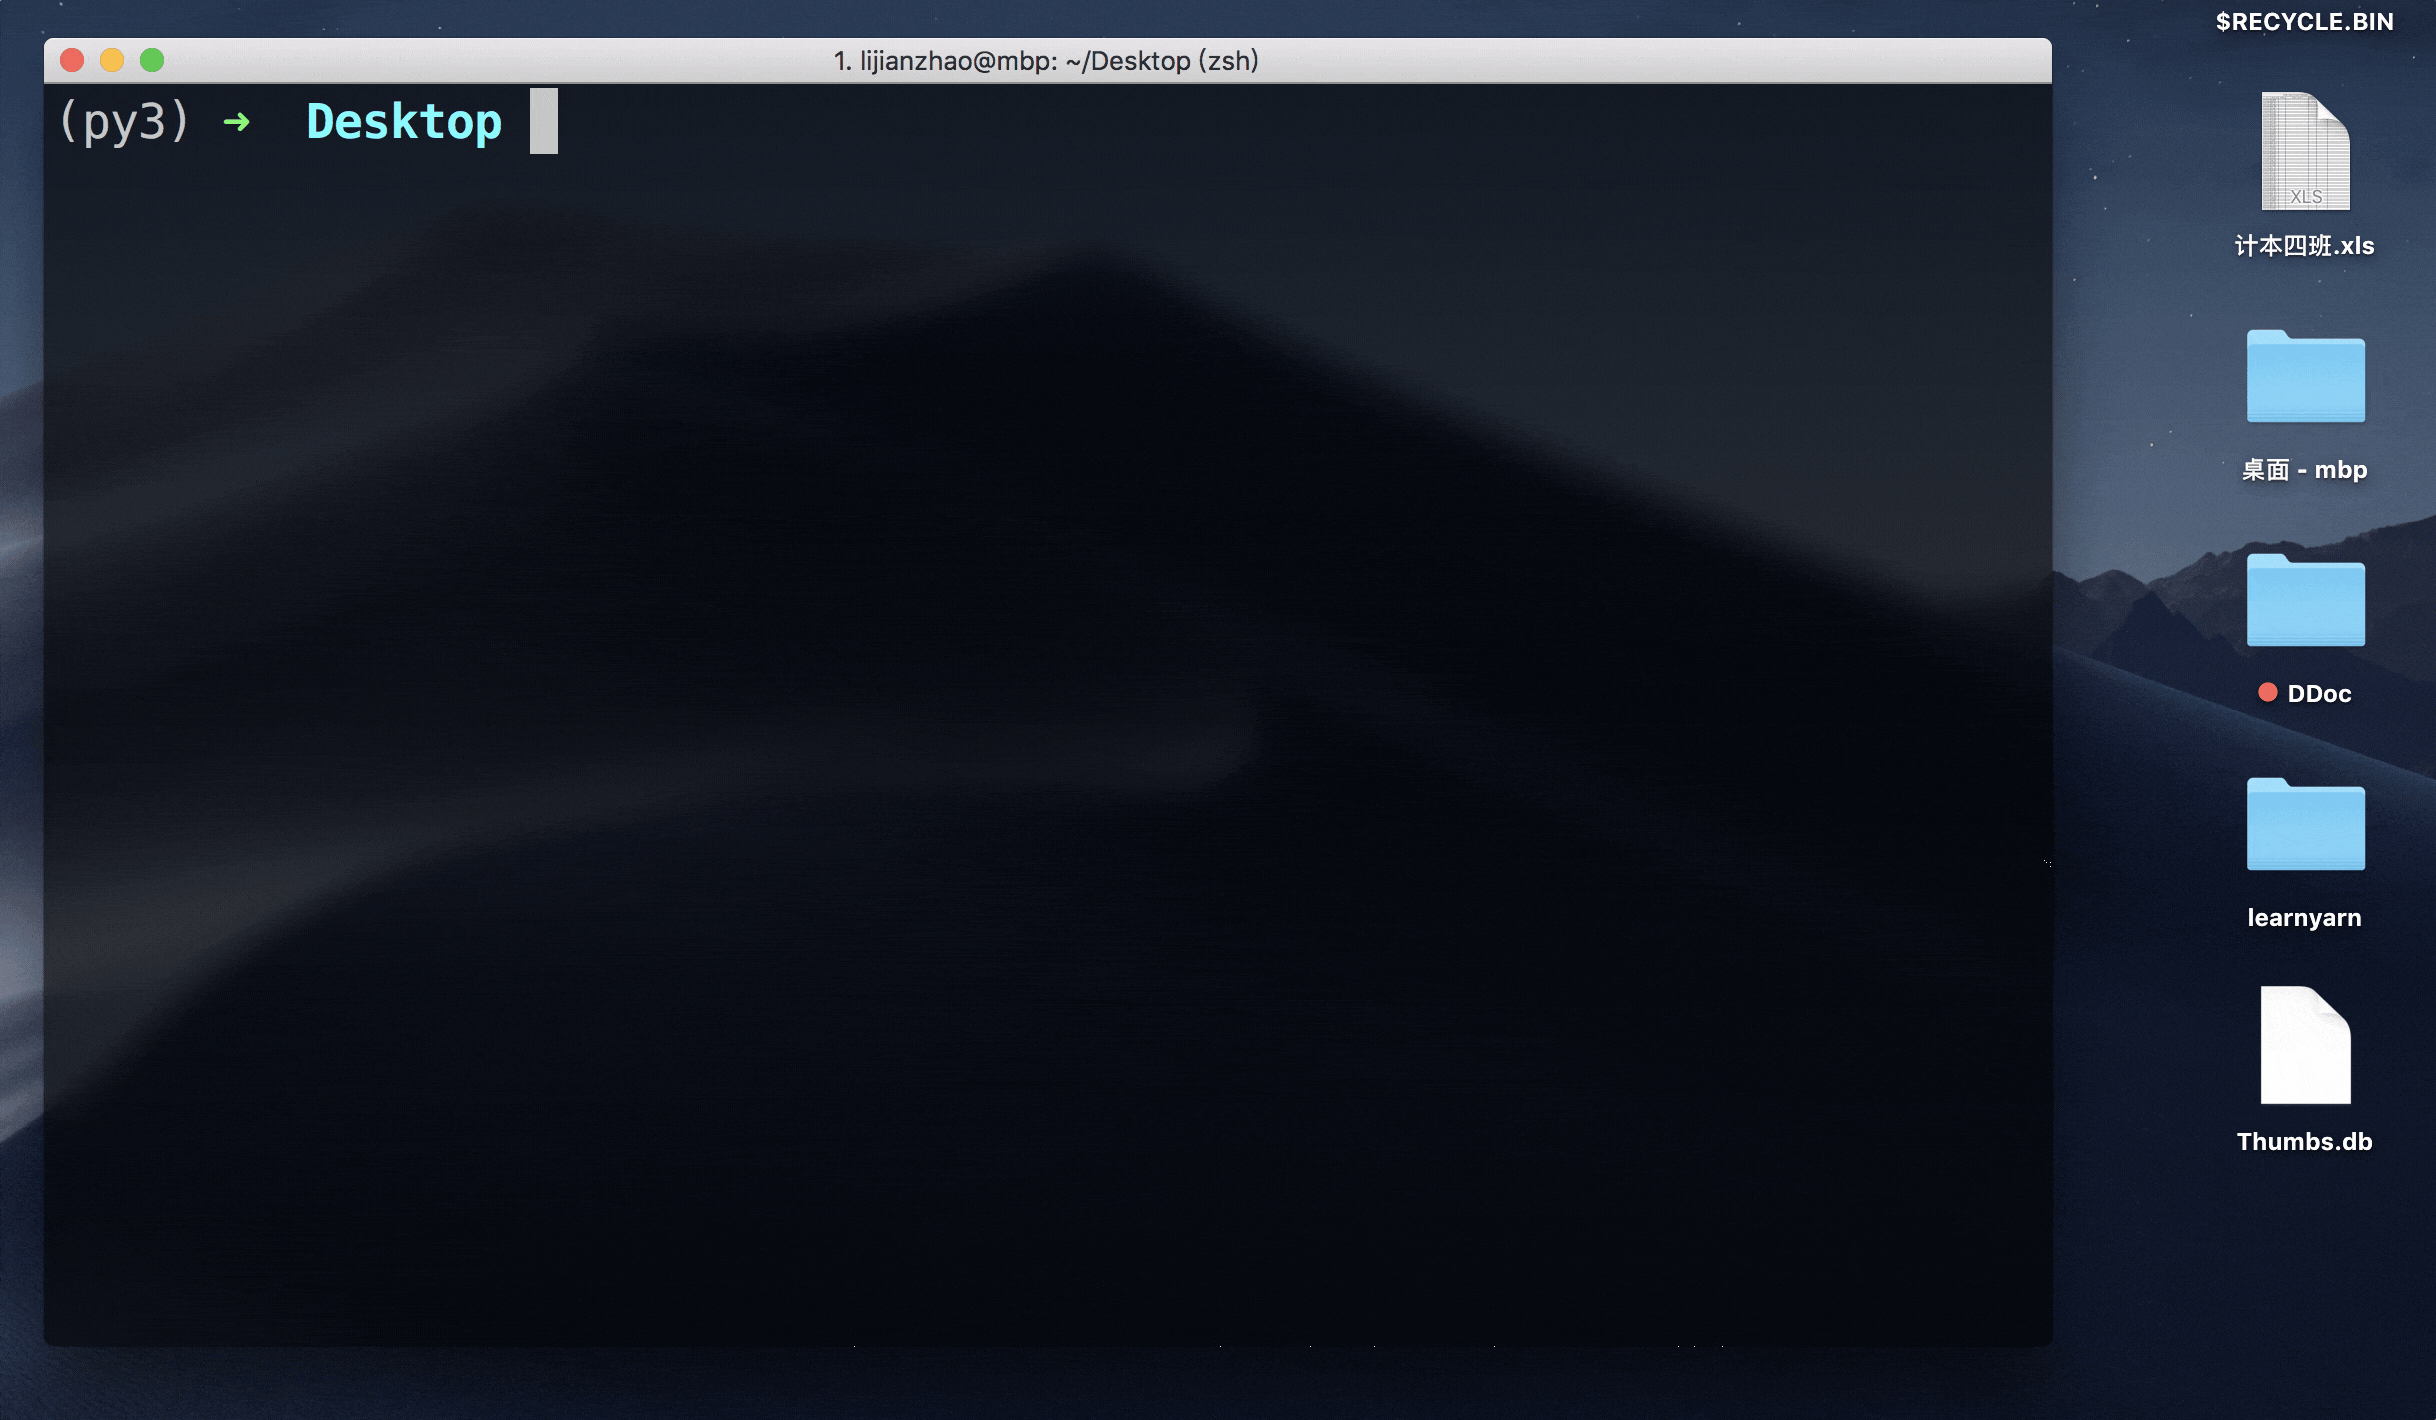 1. lijianzhao@mbp: ~/Desktop (zsh)
(py3) ➜ Desktop
$RECYCLE.BIN
XLS
计本四班.xls
桌面 - mbp
DDoc
learnyarn
Thumbs.db